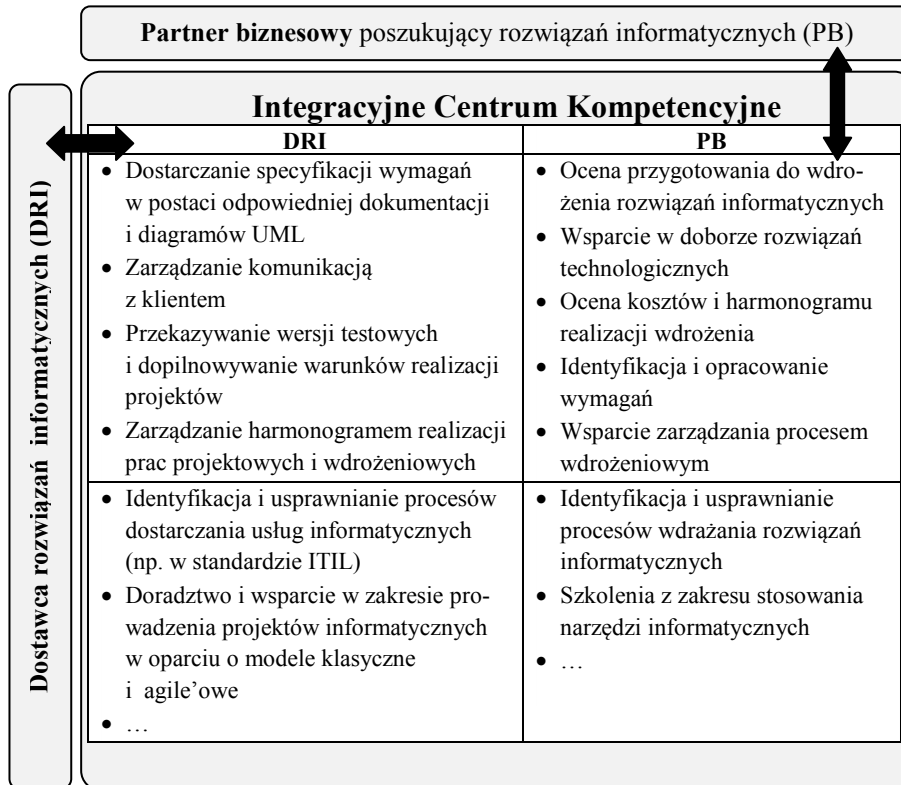 Partner biznesowy poszukujący rozwiązań informatycznych (PB)
Dostawca rozwiązań informatycznych (DRI)
Integracyjne Centrum Kompetencyjne
DRI
• Dostarczanie specyfikacji wymagań
w postaci odpowiedniej dokumentacji
i diagramów UML
• Zarządzanie komunikacją
z klientem
• Przekazywanie wersji testowych
i dopilnowywanie warunków realizacji
projektów
• Zarządzanie harmonogramem realizacji
prac projektowych i wdrożeniowych
PB
• Ocena przygotowania do wdro-
żenia rozwiązań informatycznych
• Wsparcie w doborze rozwiązań
technologicznych
• Ocena kosztów i harmonogramu
realizacji wdrożenia
• Identyfikacja i opracowanie
wymagań
• Wsparcie zarządzania procesem
wdrożeniowym
• Identyfikacja i usprawnianie procesów
dostarczania usług informatycznych
(np. w standardzie ITIL)
• Doradztwo i wsparcie w zakresie pro-
wadzenia projektów informatycznych
w oparciu o modele klasyczne
i agile’owe
• …
• Identyfikacja i usprawnianie
procesów wdrażania rozwiązań
informatycznych
• Szkolenia z zakresu stosowania
narzędzi informatycznych
• …